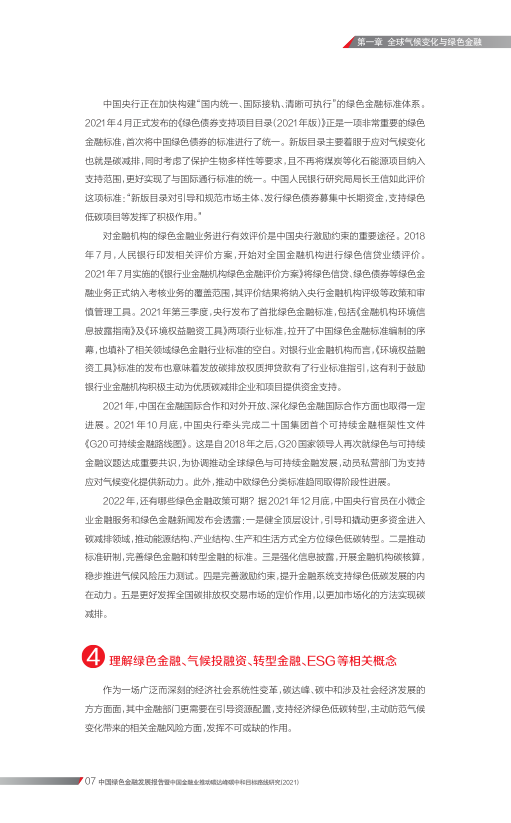 第一章 全球气候变化与绿色金融
中国央行正在加快构建“国内统一、国际接轨、清晰可执行”的绿色金融标准体系。
2021年4月正式发布的《绿色债券支持项目目录(2021年版)》正是一项非常重要的绿色
金融标准,首次将中国绿色债券的标准进行了统一。新版目录主要着眼于应对气候变化
也就是碳减排,同时考虑了保护生物多样性等要求,且不再将煤炭等化石能源项目纳入
支持范围,更好实现了与国际通行标准的统一。中国人民银行研究局局长王信如此评价
这项标准:“新版目录对引导和规范市场主体、发行绿色债券募集中长期资金,支持绿色
低碳项目等发挥了积极作用。”
对金融机构的绿色金融业务进行有效评价是中国央行激励约束的重要途径。2018
年7月,人民银行印发相关评价方案,开始对全国金融机构进行绿色信贷业绩评价。
2021年7月实施的《银行业金融机构绿色金融评价方案》将绿色信贷、绿色债券等绿色金
融业务正式纳入考核业务的覆盖范围,其评价结果将纳入央行金融机构评级等政策和审
慎管理工具。2021年第三季度,央行发布了首批绿色金融标准,包括《金融机构环境信
息披露指南》及《环境权益融资工具》两项行业标准,拉开了中国绿色金融标准编制的序
幕,也填补了相关领域绿色金融行业标准的空白。对银行业金融机构而言,《环境权益融
资工具》标准的发布也意味着发放碳排放权质押贷款有了行业标准指引,这有利于鼓励
银行业金融机构积极主动为优质碳减排企业和项目提供资金支持。
2021年,中国在金融国际合作和对外开放、深化绿色金融国际合作方面也取得一定
进展。2021年10月底,中国央行牵头完成二十国集团首个可持续金融框架性文件
《G20可持续金融路线图》。这是自2018年之后,G20国家领导人再次就绿色与可持续
金融议题达成重要共识,为协调推动全球绿色与可持续金融发展,动员私营部门为支持
应对气候变化提供新动力。此外,推动中欧绿色分类标准趋同取得阶段性进展。
2022年,还有哪些绿色金融政策可期?据2021年12月底,中国央行官员在小微企
业金融服务和绿色金融新闻发布会透露:一是健全顶层设计,引导和撬动更多资金进入
碳减排领域,推动能源结构、产业结构、生产和生活方式全方位绿色低碳转型。二是推动
标准研制,完善绿色金融和转型金融的标准。三是强化信息披露,开展金融机构碳核算,
稳步推进气候风险压力测试。四是完善激励约束,提升金融系统支持绿色低碳发展的内
在动力。五是更好发挥全国碳排放权交易市场的定价作用,以更加市场化的方法实现碳
减排。
4 理解绿色金融、气候投融资、转型金融、ESG等相关概念
作为一场广泛而深刻的经济社会系统性变革,碳达峰、碳中和涉及社会经济发展的
方方面面,其中金融部门更需要在引导资源配置,支持经济绿色低碳转型,主动防范气候
变化带来的相关金融风险方面,发挥不可或缺的作用。
07 中国绿色金融发展报告暨中国金融业推动碳达峰碳中和目标路线研究(2021)